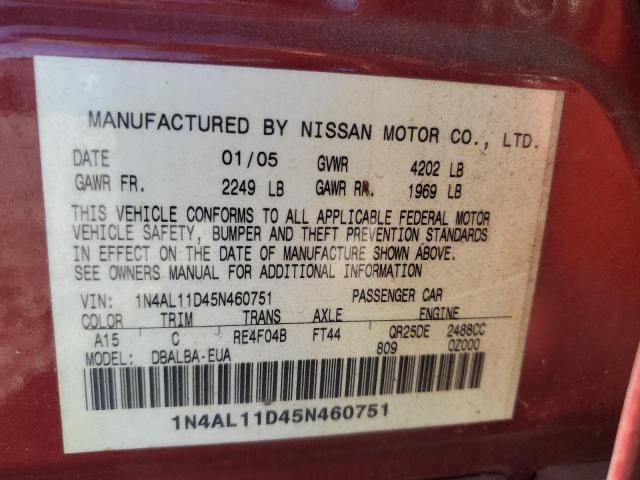 MANUFACTURED BY NISSAN MOTOR CO., LTD.
DATE 01/05 GVWR 4202 LB
GAWR FR. 2249 LB GAWR RR. 1969 LB
THIS VEHICLE CONFORMS TO ALL APPLICABLE FEDERAL MOTOR
VEHICLE SAFETY, BUMPER AND THEFT PREVENTION STANDARDS
IN EFFECT ON THE DATE OF MANUFACTURE SHOWN ABOVE.
SEE OWNERS MANUAL FOR ADDITIONAL INFORMATION
VIN: 1N4AL11D45N460751 PASSENGER CAR
COLOR TRIM TRANS AXLE ENGINE
A15 C RE4F04B FT44 QR25DE 2488CC
MODEL: DBALBA-EUA 809 0Z000
1N4AL11D45N460751